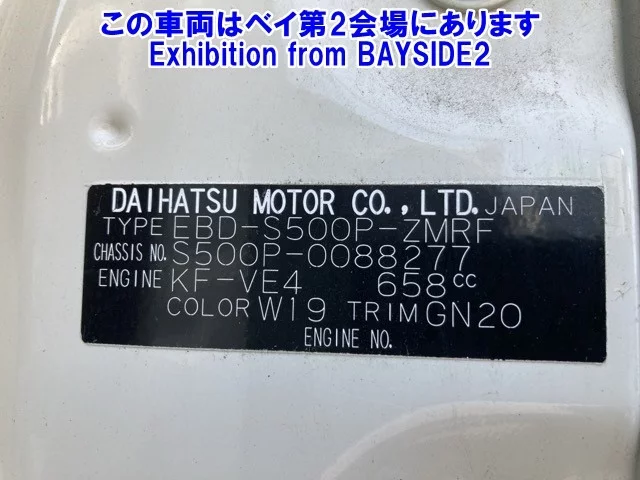 この車両はベイ第2会場にあります
Exhibition from BAYSIDE2
DAIHATSU MOTOR CO., LTD. JAPAN
TYPE EBD-S500P-ZMRF
CHASSIS NO. S500P-0088277
ENGINE KF-VE4 658 CC
COLOR W19 TRIM GN20
ENGINE NO.